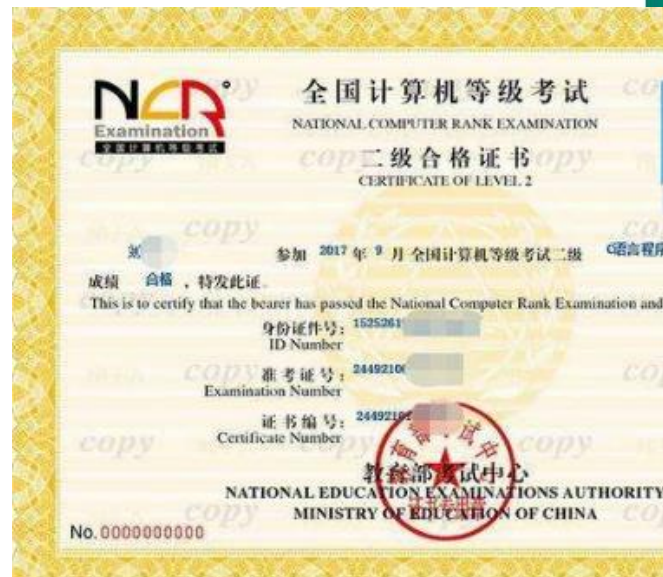 NCR
Examination
全国计算机等级考试
全国计算机等级考试
NATIONAL COMPUTER RANK EXAMINATION
二级合格证书
CERTIFICATE OF LEVEL 2
参加 2017 年 9 月 全国计算机等级考试二级 C语言程序
成绩 合格 ,特发此证
This is to certify that the bearer has passed the National Computer Rank Examination and
身份证件号: 1525261
ID Number
准考证号: 24492100
Examination Number
证书编号: 24492101
Certificate Number
教育部考试中心
NATIONAL EDUCATION EXAMINATIONS AUTHORITY
MINISTRY OF EDUCATION OF CHINA
No. 0000000000
copy